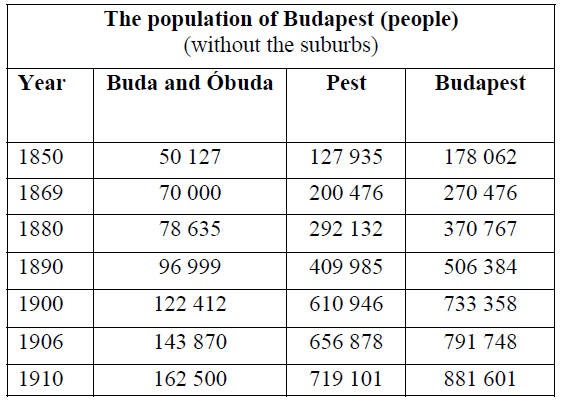 The population of Budapest (people)
(without the suburbs)
Year Buda and Óbuda Pest Budapest
1850 50 127 127 935 178 062
1869 70 000 200 476 270 476
1880 78 635 292 132 370 767
1890 96 999 409 985 506 384
1900 122 412 610 946 733 358
1906 143 870 656 878 791 748
1910 162 500 719 101 881 601